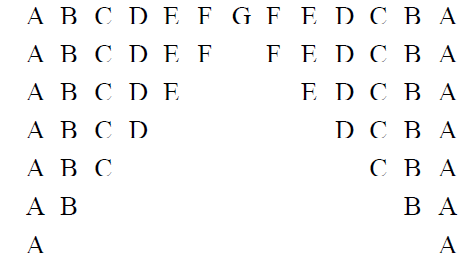 A B C D E F G F E D C B A
A B C D E F   F E D C B A
A B C D E       E D C B A
A B C D           D C B A
A B C               C B A
A B                   B A
A                       A